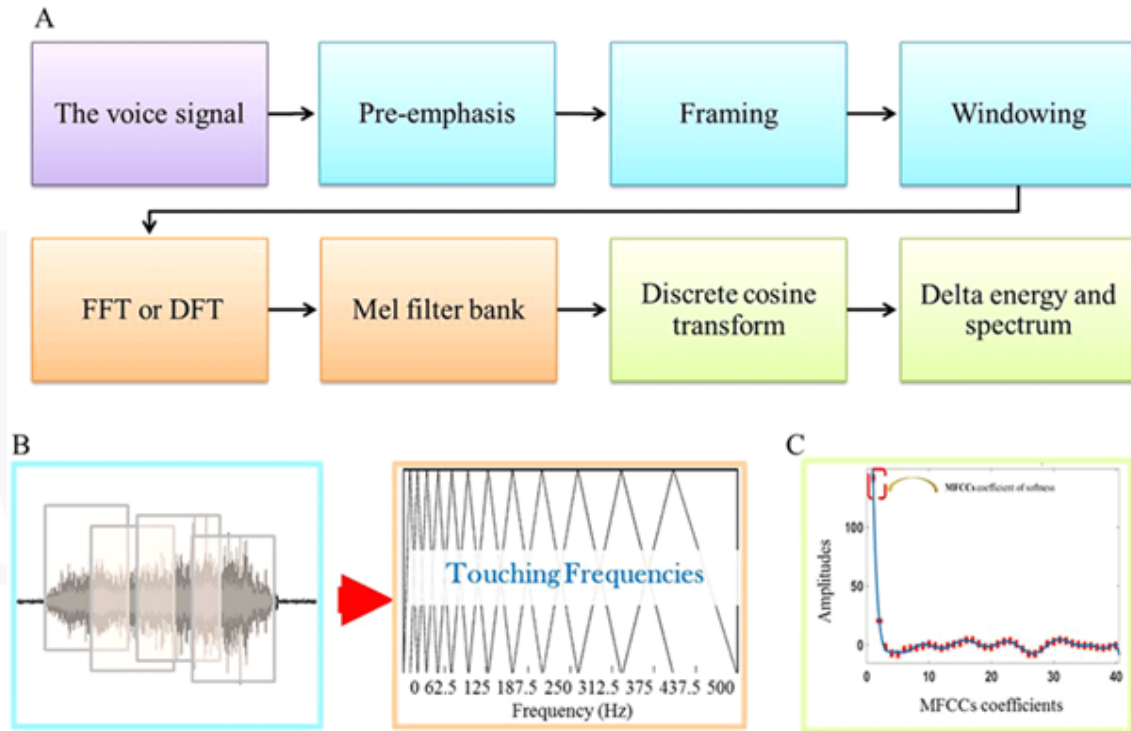 A
The voice signal
Pre-emphasis
Framing
Windowing
FFT or DFT
Mel filter bank
Discrete cosine
transform
Delta energy and
spectrum
B
Touching Frequencies
0 62.5 125 187.5 250 312.5 375 437.5 500
Frequency (Hz)
C
MFCCs coefficient of softness
Amplitudes
100
50
0
0 10 20 30 40
MFCCs coefficients